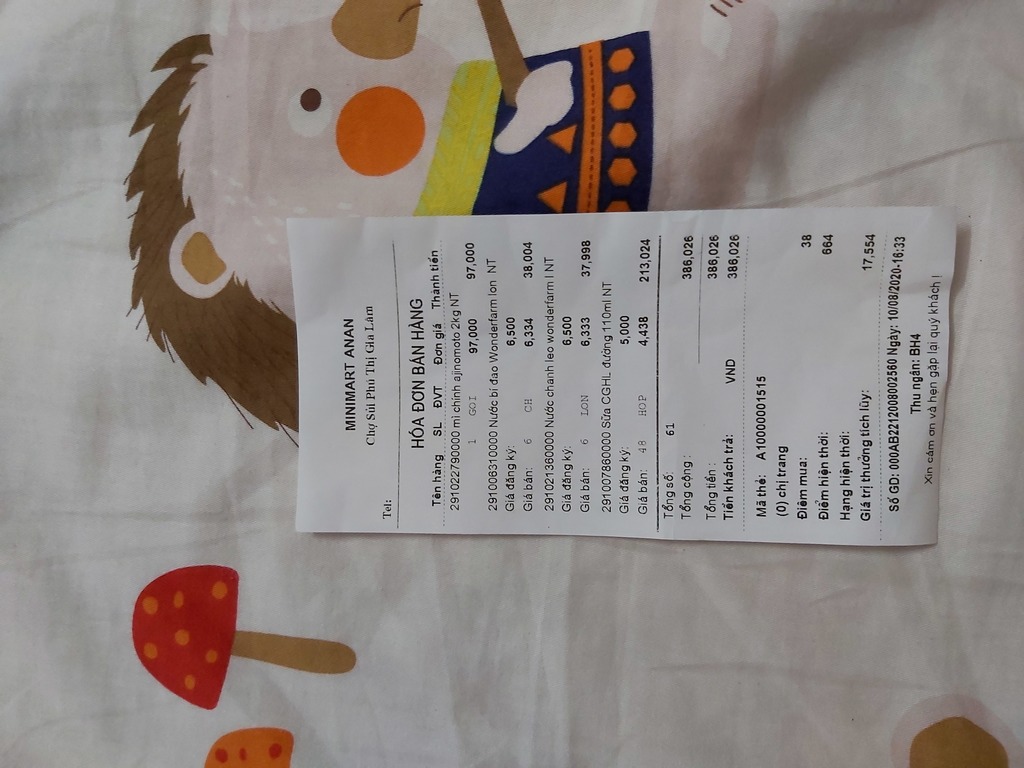 MINIMART ANAN
Chợ Sủi Phú Thị Gia Lâm
Tel:
HÓA ĐƠN BÁN HÀNG
Tên hàng SL ĐVT Đơn giá Thành tiền
2910222790000 mì chính ajinomoto 2kg NT
1 GOI 97,000 97,000
2910063310000 Nước bí đao Wonderfarm lon NT
Giá đăng ký: 6,500
Giá bán: 6 CH 6,334 38,004
2910213360000 Nước chanh leo wonderfarm l NT
Giá đăng ký: 6,500
Giá bán: 6 LON 6,333 37,998
2910078660000 Sữa CGHL đường 110ml NT
Giá đăng ký: 5,000
Giá bán: 48 HOP 4,438 213,024
Tổng số: 61
Tổng cộng : 386,026
Tổng tiền : 386,026
Tiền khách trả: VND 386,026
Mã thẻ: A10000001515
(0) chị trang
Điểm mua: 38
Điểm hiện thời: 664
Hạng hiện thời:
Giá trị thưởng tích lũy: 17,554
Số GD: 000AB2212008002560 Ngày: 10/08/2020-16:33
Thu ngân: BH4
Xin cảm ơn và hẹn gặp lại quý khách !